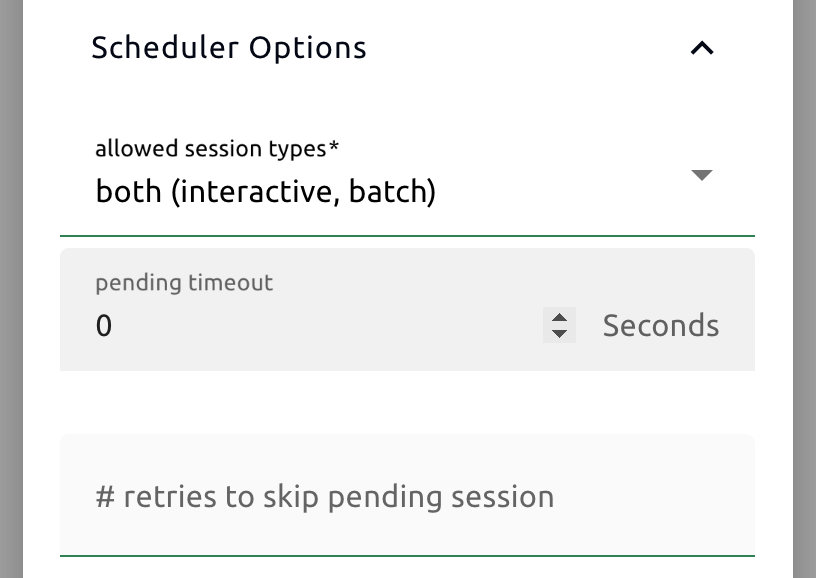 Scheduler Options
allowed session types*
both (interactive, batch)
pending timeout
0
Seconds
# retries to skip pending session